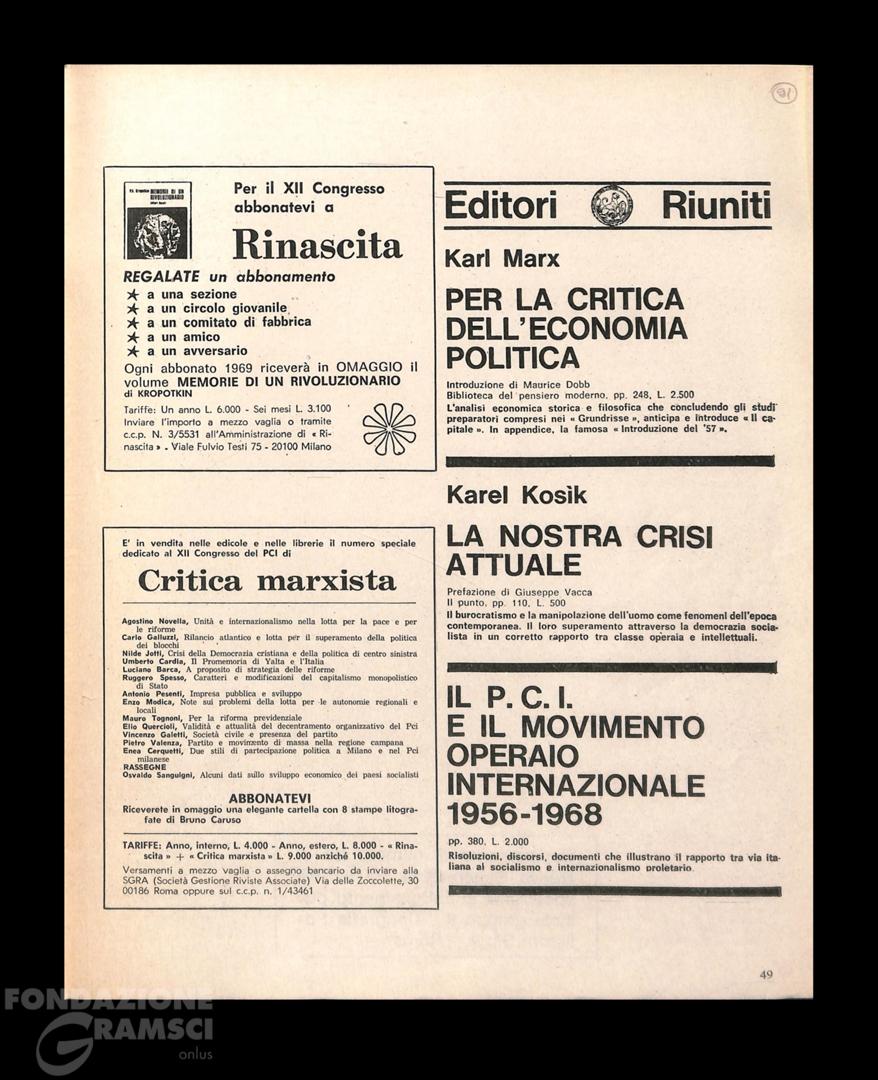 91
P.A. Kropotkin MEMORIE DI UN
RIVOLUZIONARIO
Editori Riuniti
Per il XII Congresso
abbonatevi a
Rinascita
REGALATE un abbonamento
★ a una sezione
★ a un circolo giovanile
★ a un comitato di fabbrica
★ a un amico
★ a un avversario
Ogni abbonato 1969 riceverà in OMAGGIO il
volume MEMORIE DI UN RIVOLUZIONARIO
di KROPOTKIN
Tariffe: Un anno L. 6.000 - Sei mesi L. 3.100
Inviare l'importo a mezzo vaglia o tramite
c.c.p. N. 3/5531 all'Amministrazione di « Ri-
nascita » - Viale Fulvio Testi 75 - 20100 Milano
E' in vendita nelle edicole e nelle librerie il numero speciale
dedicato al XII Congresso del PCI di
Critica marxista
Agostino Novella, Unità e internazionalismo nella lotta per la pace e per
le riforme
Carlo Galluzzi, Rilancio atlantico e lotta per il superamento della politica
dei blocchi
Nilde Jotti, Crisi della Democrazia cristiana e della politica di centro sinistra
Umberto Cardia, Il Promemoria di Yalta e l'Italia
Luciano Barca, A proposito di strategia delle riforme
Ruggero Spesso, Caratteri e modificazioni del capitalismo monopolistico
di Stato
Antonio Pesenti, Impresa pubblica e sviluppo
Enzo Modica, Note sui problemi della lotta per le autonomie regionali e
locali
Mauro Tognoni, Per la riforma previdenziale
Elio Quercioli, Validità e attualità del decentramento organizzativo del Pci
Vincenzo Galetti, Società civile e presenza del partito
Pietro Valenza, Partito e movimento di massa nella regione campana
Enea Cerquetti, Due stili di partecipazione politica a Milano e nel Pci
milanese
RASSEGNE
Osvaldo Sanguigni, Alcuni dati sullo sviluppo economico dei paesi socialisti
ABBONATEVI
Riceverete in omaggio una elegante cartella con 8 stampe litogra-
fate di Bruno Caruso
TARIFFE: Anno, interno, L. 4.000 - Anno, estero, L. 8.000 - « Rina-
scita » + « Critica marxista » L. 9.000 anziché 10.000.
Versamenti a mezzo vaglia o assegno bancario da inviare alla
SGRA (Società Gestione Riviste Associate) Via delle Zoccolette, 30
00186 Roma oppure sul c.c.p. n. 1/43461
Editori Riuniti
Karl Marx
PER LA CRITICA
DELL'ECONOMIA
POLITICA
Introduzione di Maurice Dobb
Biblioteca del pensiero moderno, pp. 248, L. 2.500
L'analisi economica storica e filosofica che concludendo gli studi
preparatori compresi nei « Grundrisse », anticipa e introduce « Il ca-
pitale ». In appendice, la famosa « Introduzione del '57 ».
Karel Kosìk
LA NOSTRA CRISI
ATTUALE
Prefazione di Giuseppe Vacca
Il punto, pp. 110, L. 500
Il burocratismo e la manipolazione dell'uomo come fenomeni dell'epoca
contemporanea. Il loro superamento attraverso la democrazia socia-
lista in un corretto rapporto tra classe operaia e intellettuali.
IL P.C.I.
E IL MOVIMENTO
OPERAIO
INTERNAZIONALE
1956-1968
pp. 380, L. 2.000
Risoluzioni, discorsi, documenti che illustrano il rapporto tra via ita-
liana al socialismo e internazionalismo proletario.
49
FONDAZIONE
GRAMSCI
onlus